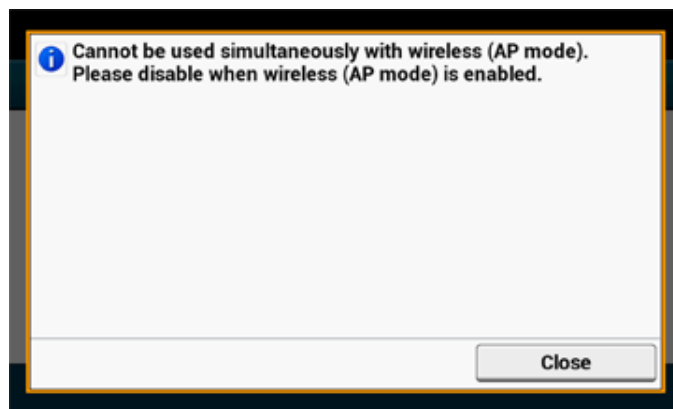 Cannot be used simultaneously with wireless (AP mode).
Please disable when wireless (AP mode) is enabled.
Close